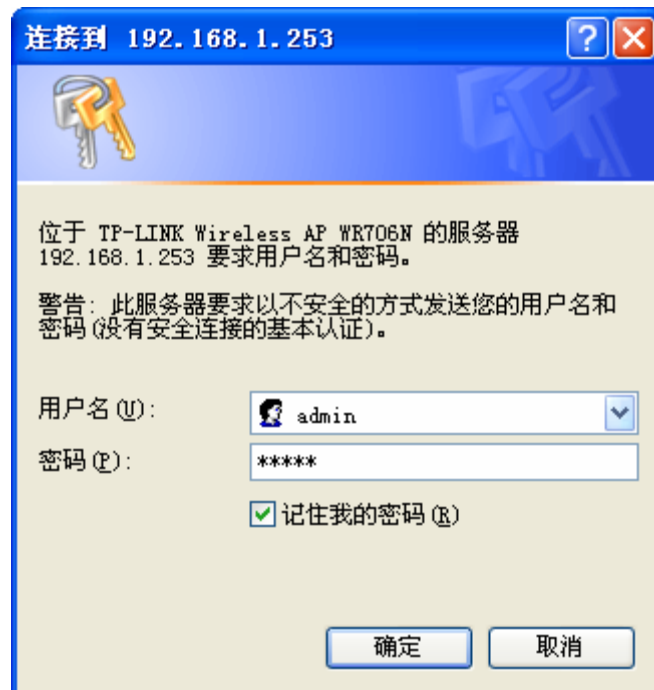 连接到 192.168.1.253
位于 TP-LINK Wireless AP WR706N 的服务器
192.168.1.253 要求用户名和密码。
警告: 此服务器要求以不安全的方式发送您的用户名和
密码(没有安全连接的基本认证)。
用户名(U):
admin
密码(P):
*****
记住我的密码(R)
确定
取消